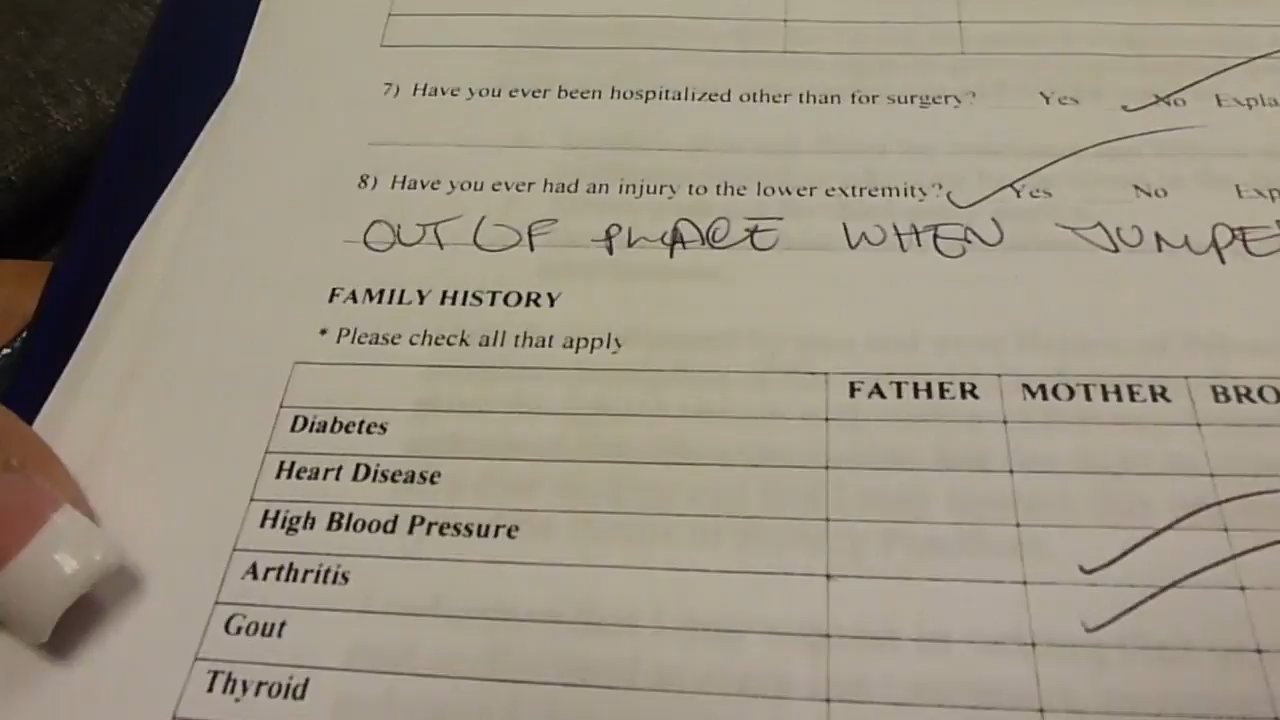 7) Have you ever been hospitalized other than for surgery? Yes No Expla
8) Have you ever had an injury to the lower extremity? Yes No Exp
OUT OF PLACE WHEN JUMPE
FAMILY HISTORY
* Please check all that apply
FATHER MOTHER BRO
Diabetes
Heart Disease
High Blood Pressure
Arthritis
Gout
Thyroid